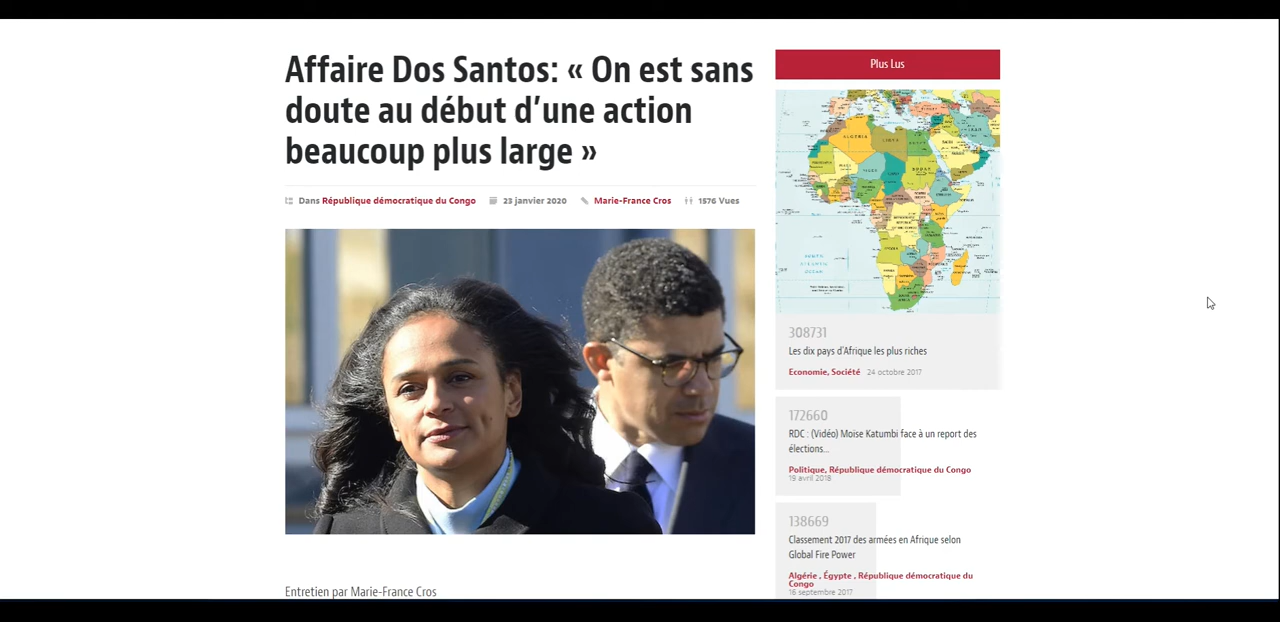 Affaire Dos Santos: « On est sans
doute au début d’une action
beaucoup plus large »
Dans République démocratique du Congo 23 janvier 2020 Marie-France Cros 1576 Vues
Entretien par Marie-France Cros
Plus Lus
ALGERIA
LIBYA
308731
Les dix pays d'Afrique les plus riches
Economie, Société 24 octobre 2017
172660
RDC : (Vidéo) Moïse Katumbi face à un report des
élections...
Politique, République démocratique du Congo
19 avril 2018
138669
Classement 2017 des armées en Afrique selon
Global Fire Power
Algérie , Égypte , République démocratique du
Congo
16 septembre 2017